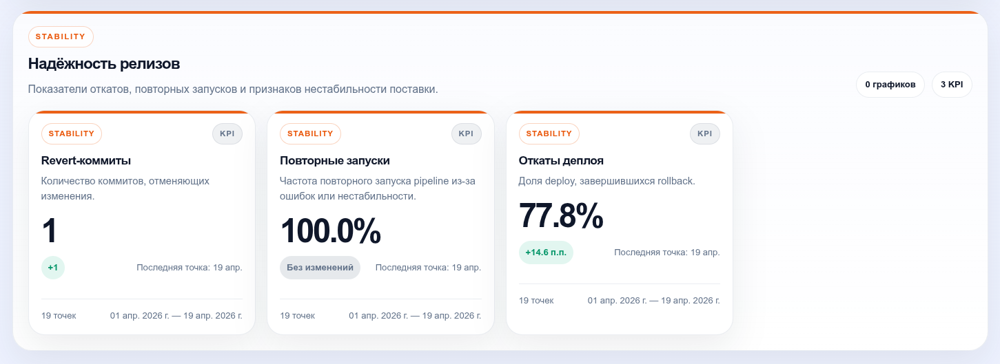 STABILITY
Надёжность релизов
Показатели откатов, повторных запусков и признаков нестабильности поставки.
0 графиков
3 KPI
STABILITY
KPI
Revert-коммиты
Количество коммитов, отменяющих
изменения.
1
+1
Последняя точка: 19 апр.
19 точек
01 апр. 2026 г. — 19 апр. 2026 г.
STABILITY
KPI
Повторные запуски
Частота повторного запуска pipeline из-за
ошибок или нестабильности.
100.0%
Без изменений
Последняя точка: 19 апр.
19 точек
01 апр. 2026 г. — 19 апр. 2026 г.
STABILITY
KPI
Откаты деплоя
Доля deploy, завершившихся rollback.
77.8%
+14.6 п.п.
Последняя точка: 19 апр.
19 точек
01 апр. 2026 г. — 19 апр. 2026 г.